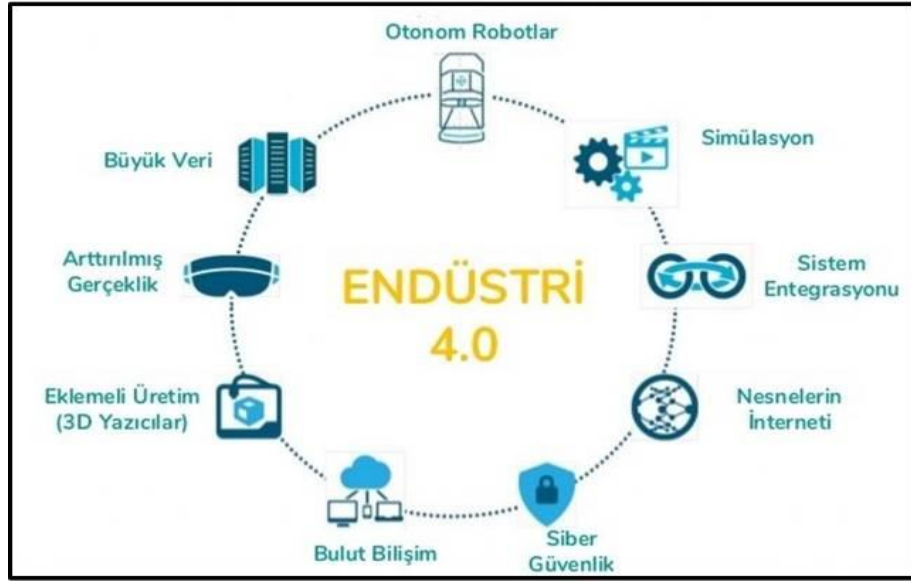 Otonom Robotlar
Simülasyon
Büyük Veri
Arttırılmış
Gerçeklik
ENDÜSTRİ
4.0
Sistem
Entegrasyonu
Eklemeli Üretim
(3D Yazıcılar)
Nesnelerin
İnterneti
Bulut Bilişim
Siber
Güvenlik